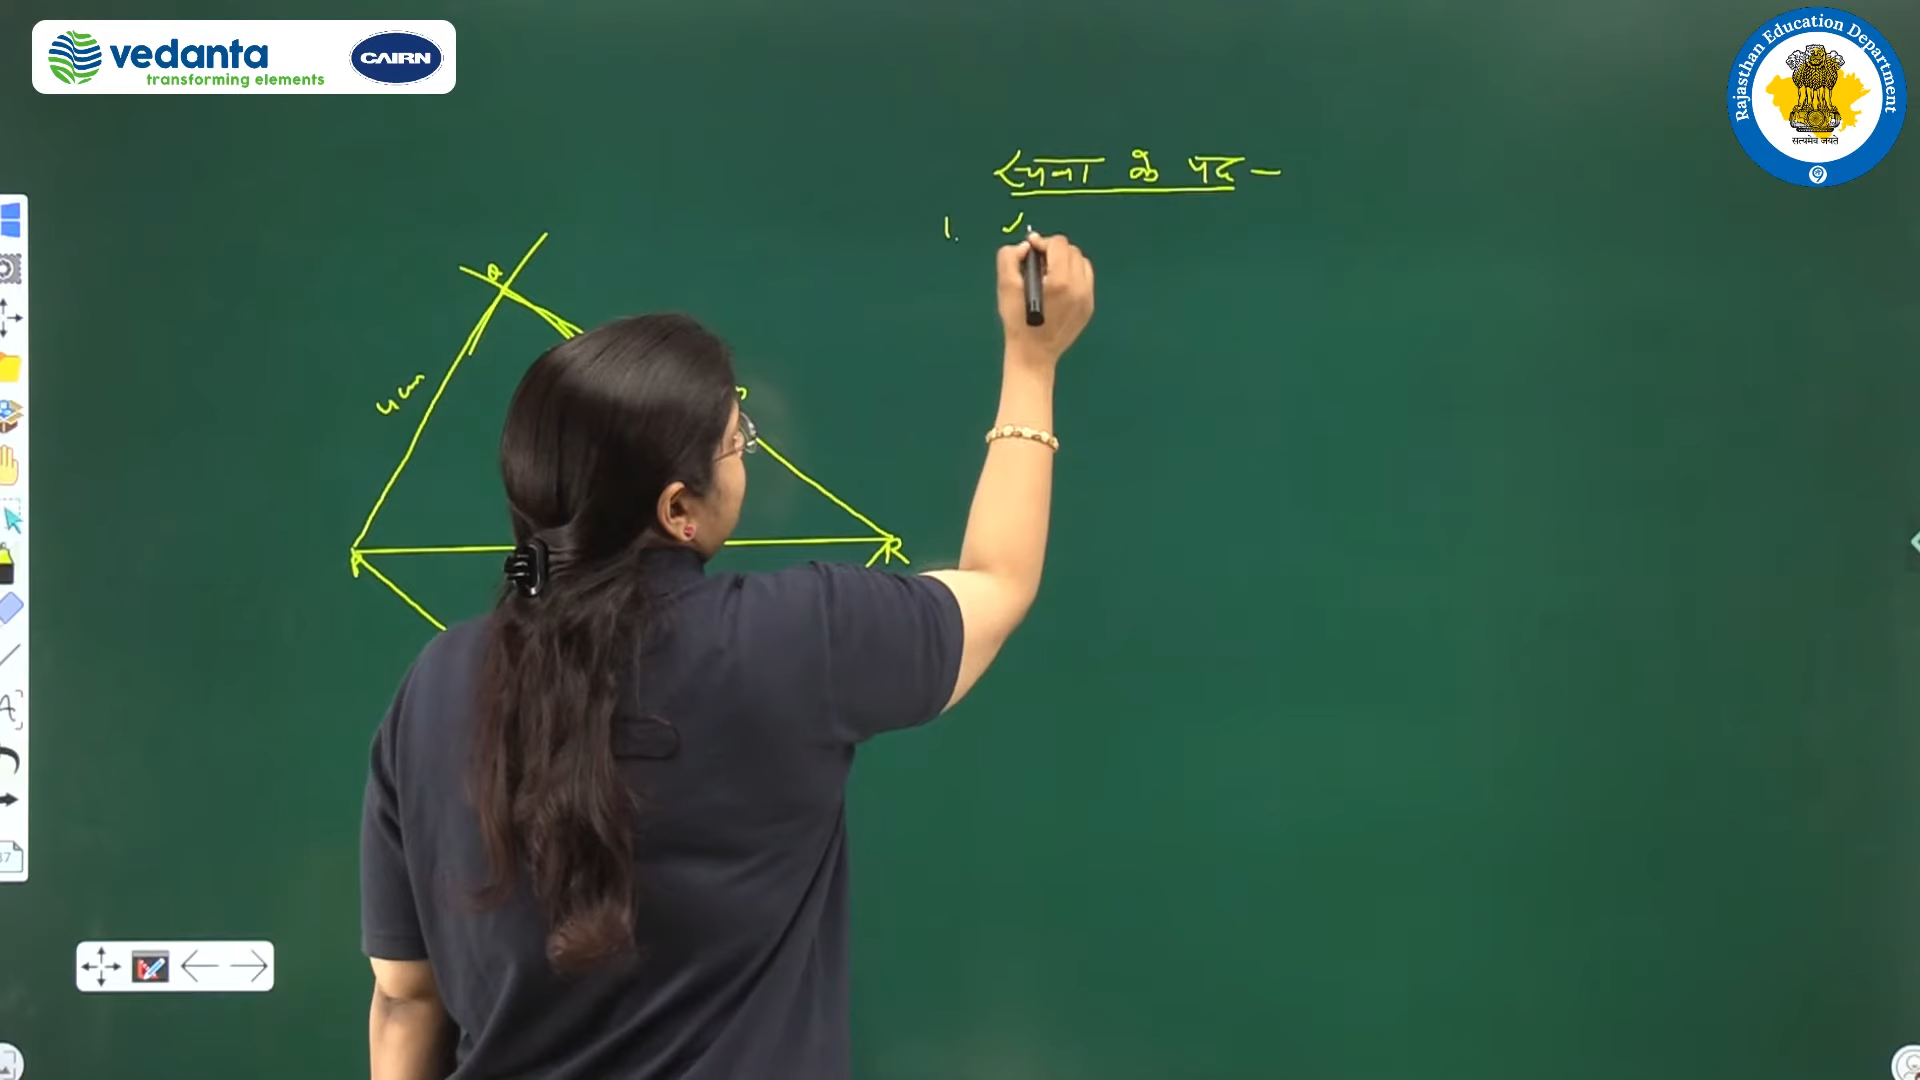 vedanta
transforming elements
CAIRN
Rajasthan Education Department
सत्यमेव जयते
रचना के पद –
1.
Q
4 cm
P
R